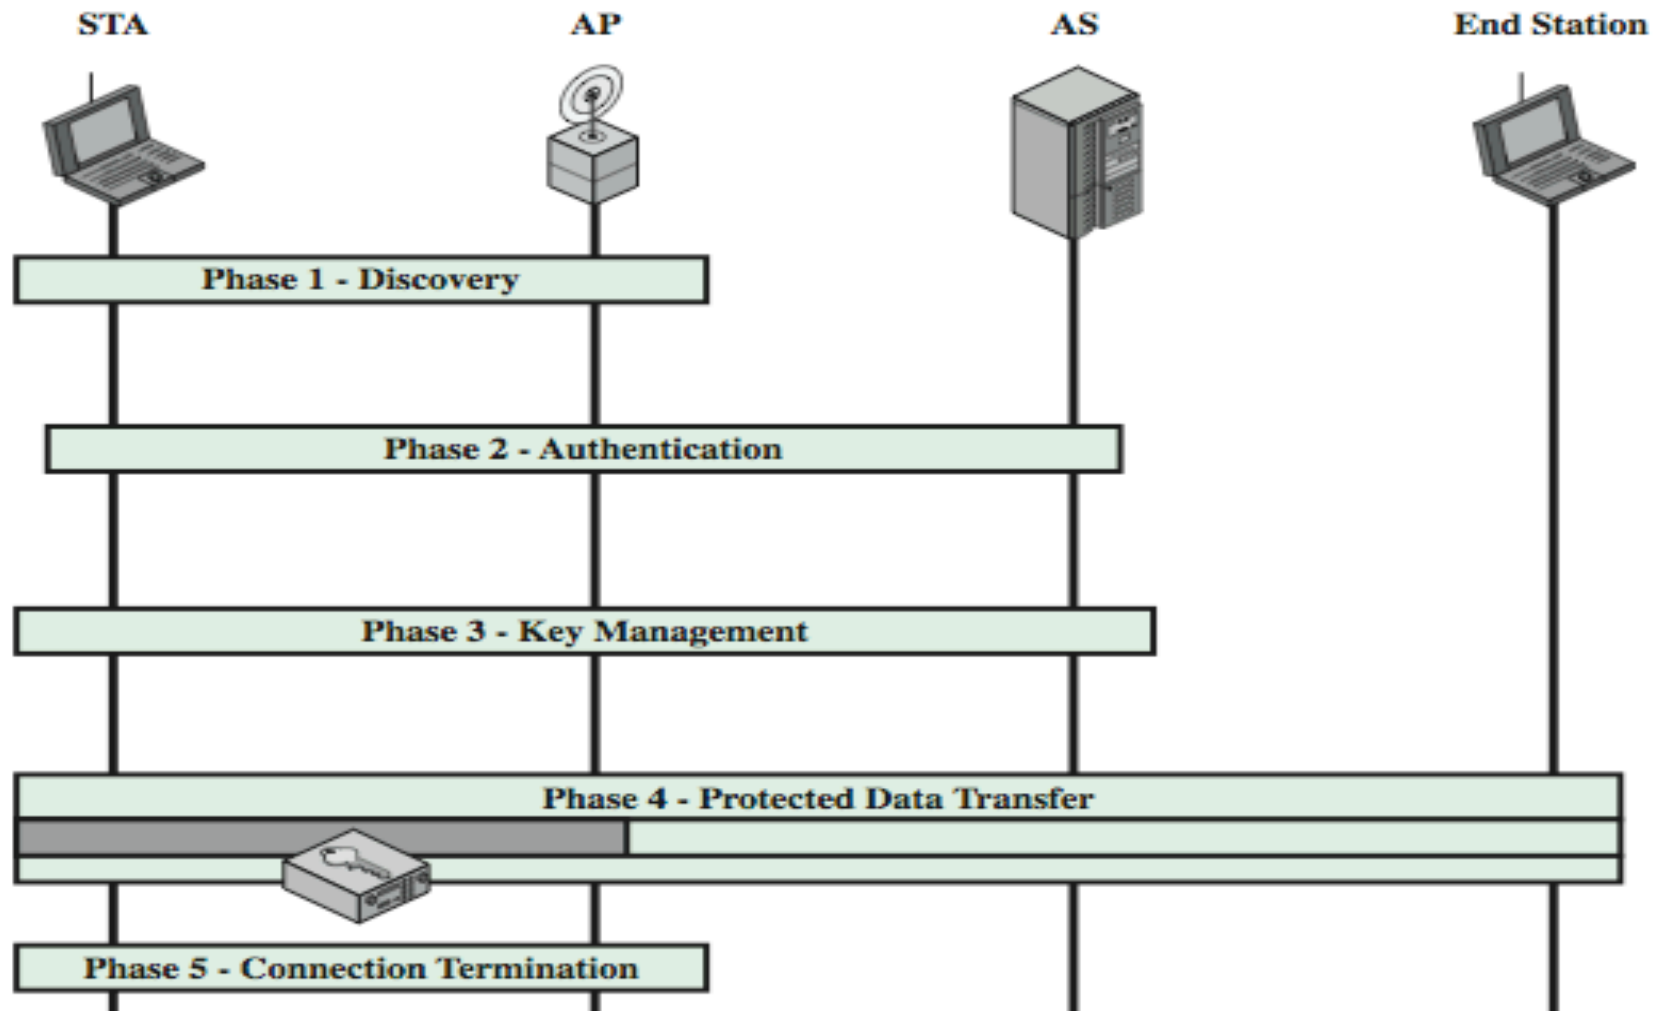 STA AP AS End Station
Phase 1 - Discovery
Phase 2 - Authentication
Phase 3 - Key Management
Phase 4 - Protected Data Transfer
Phase 5 - Connection Termination